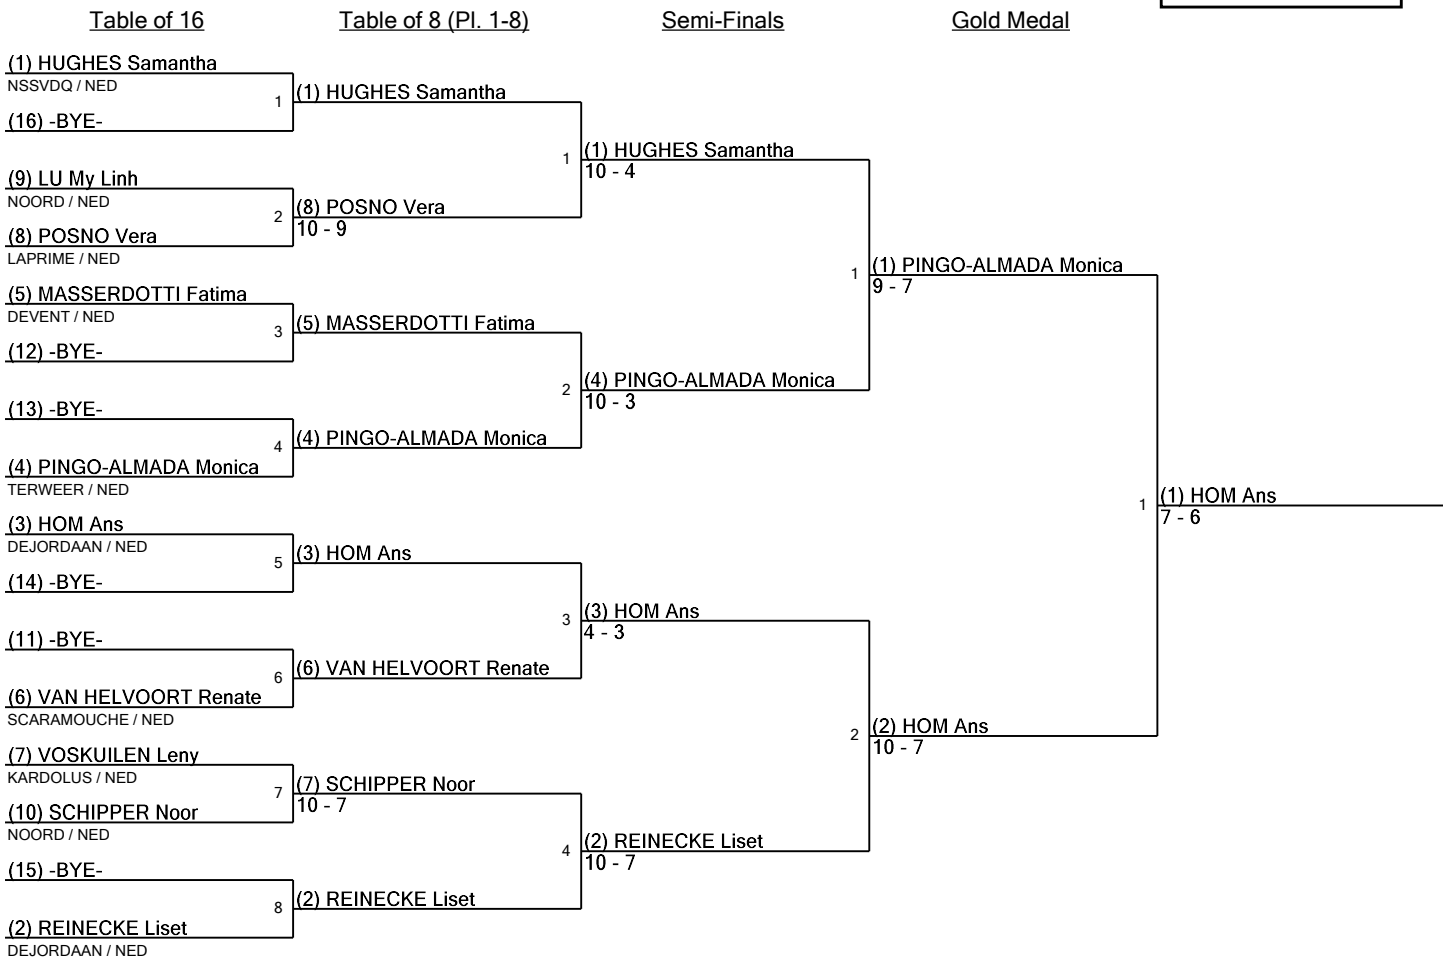 Table of 16
Table of 8 (Pl. 1-8)
Semi-Finals
Gold Medal
(1) HUGHES Samantha
NSSVDQ / NED
(16) -BYE-
(9) LU My Linh
NOORD / NED
(8) POSNO Vera
LAPRIME / NED
(5) MASSERDOTTI Fatima
DEVENT / NED
(12) -BYE-
(13) -BYE-
(4) PINGO-ALMADA Monica
TERWEER / NED
(3) HOM Ans
DEJORDAAN / NED
(14) -BYE-
(11) -BYE-
(6) VAN HELVOORT Renate
SCARAMOUCHE / NED
(7) VOSKUILEN Leny
KARDOLUS / NED
(10) SCHIPPER Noor
NOORD / NED
(15) -BYE-
(2) REINECKE Liset
DEJORDAAN / NED
1
(1) HUGHES Samantha
2
(8) POSNO Vera
10 - 9
3
(5) MASSERDOTTI Fatima
4
(4) PINGO-ALMADA Monica
5
(3) HOM Ans
6
(6) VAN HELVOORT Renate
7
(7) SCHIPPER Noor
10 - 7
8
(2) REINECKE Liset
1
(1) HUGHES Samantha
10 - 4
2
(4) PINGO-ALMADA Monica
10 - 3
3
(3) HOM Ans
4 - 3
4
(2) REINECKE Liset
10 - 7
1
(1) PINGO-ALMADA Monica
9 - 7
2
(2) HOM Ans
10 - 7
1
(1) HOM Ans
7 - 6